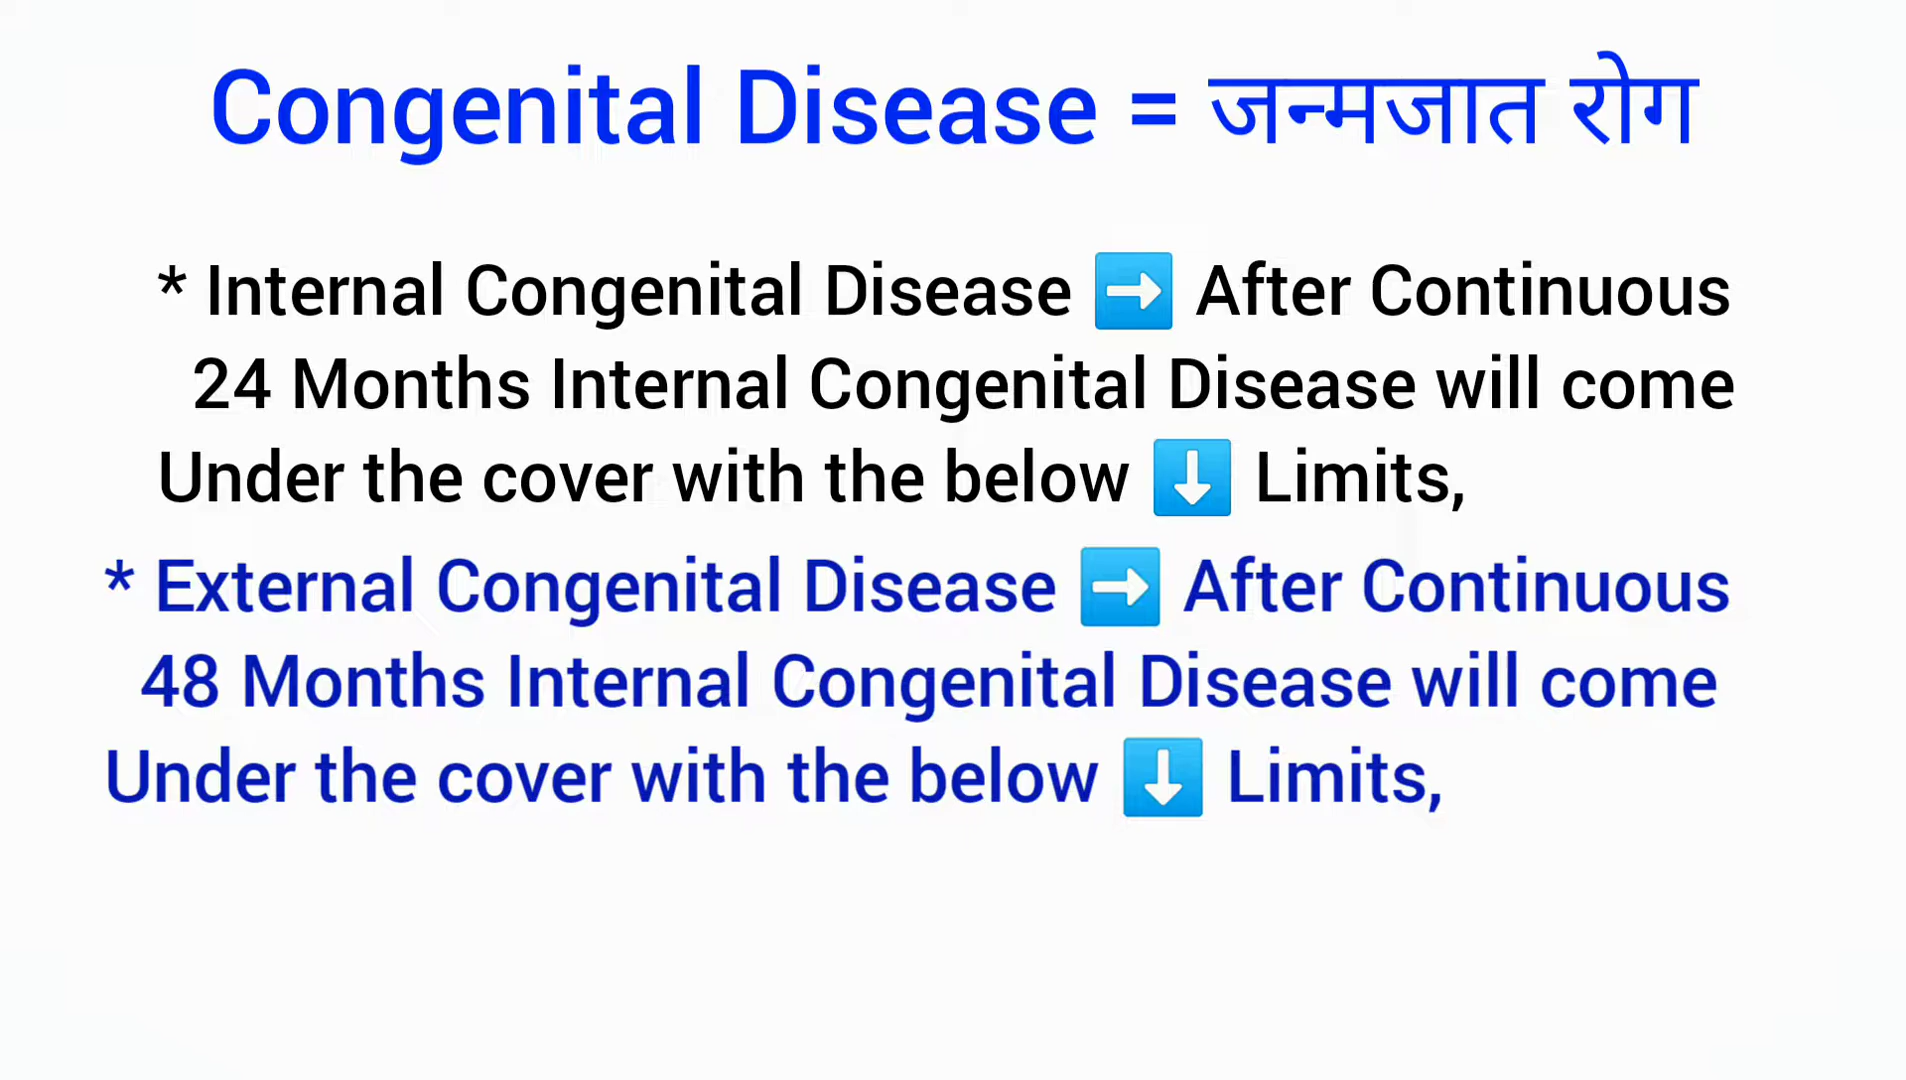 Congenital Disease = जन्मजात रोग
* Internal Congenital Disease ➡️ After Continuous
24 Months Internal Congenital Disease will come
Under the cover with the below ⬇️ Limits,
* External Congenital Disease ➡️ After Continuous
48 Months Internal Congenital Disease will come
Under the cover with the below ⬇️ Limits,